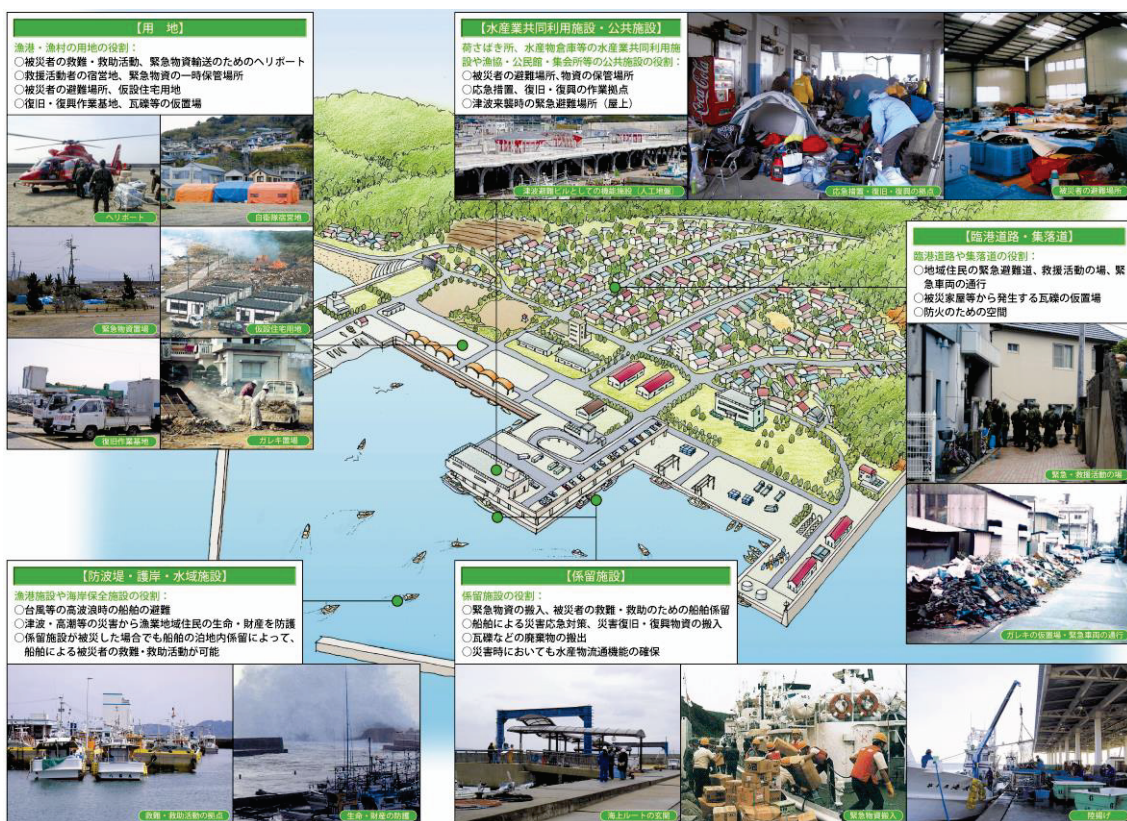 【用　地】
漁港・漁村の用地の役割：
○被災者の救難・救助活動、緊急物資輸送のためのヘリポート
○救援活動者の宿営地、緊急物資の一時保管場所
○被災者の避難場所、仮設住宅用地
○復旧・復興作業基地、瓦礫等の仮置場
ヘリポート
自衛隊宿営地
緊急物資置場
仮設住宅用地
復旧作業基地
ガレキ置場
【水産業共同利用施設・公共施設】
荷さばき所、水産物倉庫等の水産業共同利用施
設や漁協・公民館・集会所等の公共施設の役割：
○被災者の避難場所、物資の保管場所
○応急措置、復旧・復興の作業拠点
○津波来襲時の緊急避難場所（屋上）
津波避難ビルとしての機能施設（人工地盤）
Coca-Cola
応急措置・復旧・復興の拠点
被災者の避難場所
【臨港道路・集落道】
臨港道路や集落道の役割：
○地域住民の緊急避難道、救援活動の場、緊
急車両の通行
○被災家屋等から発生する瓦礫の仮置場
○防火のための空間
緊急・救援活動の場
ガレキの仮置場・緊急車両の通行
【防波堤・護岸・水域施設】
漁港施設や海岸保全施設の役割：
○台風等の高波浪時の船舶の避難
○津波・高潮等の災害から漁業地域住民の生命・財産を防護
○係留施設が被災した場合でも船舶の泊地内係留によって、
船舶による被災者の救難・救助活動が可能
救難・救助活動の拠点
生命・財産の防護
【係留施設】
係留施設の役割：
○緊急物資の搬入、被災者の救難・救助のための船舶係留
○船舶による災害応急対策、災害復旧・復興物資の搬入
○瓦礫などの廃棄物の搬出
○災害時においても水産物流通機能の確保
海上ルートの玄関
緊急物資搬入
陸揚げ